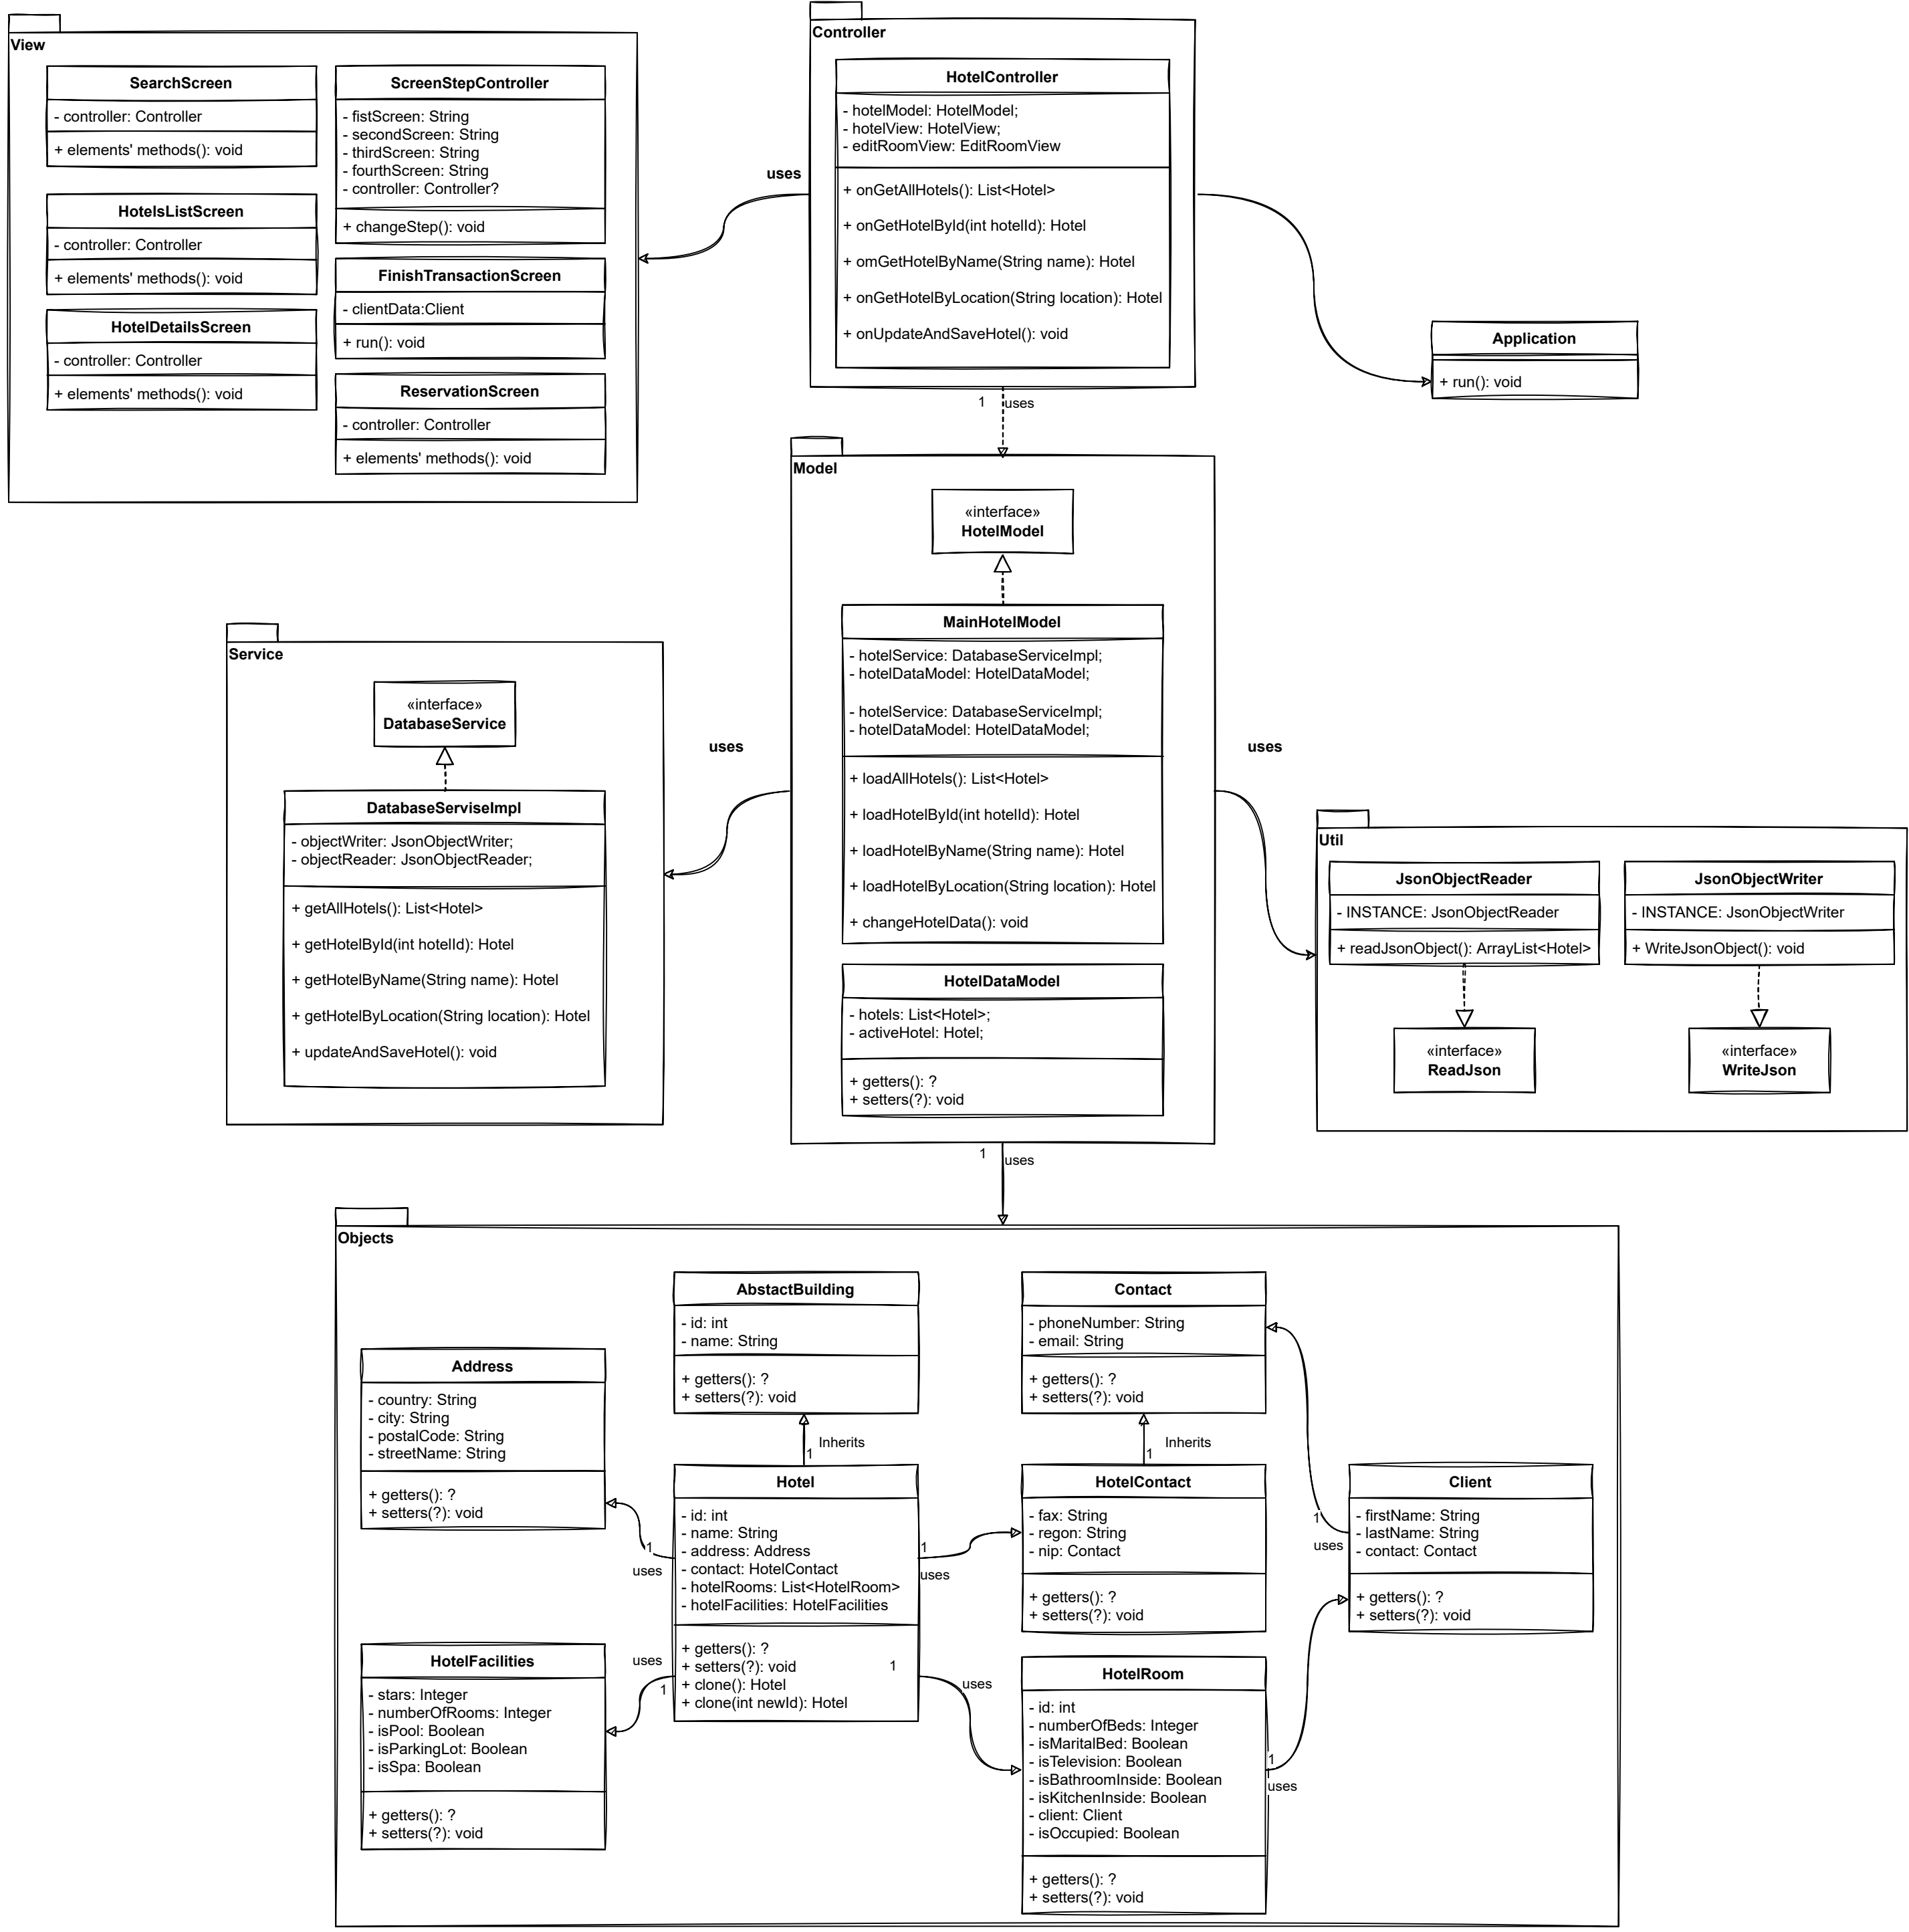 View
SearchScreen
- controller: Controller
+ elements' methods(): void
HotelsListScreen
- controller: Controller
+ elements' methods(): void
HotelDetailsScreen
- controller: Controller
+ elements' methods(): void
ScreenStepController
- fistScreen: String
- secondScreen: String
- thirdScreen: String
- fourthScreen: String
- controller: Controller?
+ changeStep(): void
FinishTransactionScreen
- clientData:Client
+ run(): void
ReservationScreen
- controller: Controller
+ elements' methods(): void
uses
Controller
HotelController
- hotelModel: HotelModel;
- hotelView: HotelView;
- editRoomView: EditRoomView
+ onGetAllHotels(): List<Hotel>
+ onGetHotelById(int hotelId): Hotel
+ omGetHotelByName(String name): Hotel
+ onGetHotelByLocation(String location): Hotel
+ onUpdateAndSaveHotel(): void
Application
+ run(): void
1
uses
Model
«interface»
HotelModel
MainHotelModel
- hotelService: DatabaseServiceImpl;
- hotelDataModel: HotelDataModel;
- hotelService: DatabaseServiceImpl;
- hotelDataModel: HotelDataModel;
+ loadAllHotels(): List<Hotel>
+ loadHotelById(int hotelId): Hotel
+ loadHotelByName(String name): Hotel
+ loadHotelByLocation(String location): Hotel
+ changeHotelData(): void
HotelDataModel
- hotels: List<Hotel>;
- activeHotel: Hotel;
+ getters(): ?
+ setters(?): void
Service
«interface»
DatabaseService
DatabaseServiseImpl
- objectWriter: JsonObjectWriter;
- objectReader: JsonObjectReader;
+ getAllHotels(): List<Hotel>
+ getHotelById(int hotelId): Hotel
+ getHotelByName(String name): Hotel
+ getHotelByLocation(String location): Hotel
+ updateAndSaveHotel(): void
uses
uses
Util
JsonObjectReader
- INSTANCE: JsonObjectReader
+ readJsonObject(): ArrayList<Hotel>
«interface»
ReadJson
JsonObjectWriter
- INSTANCE: JsonObjectWriter
+ WriteJsonObject(): void
«interface»
WriteJson
1
uses
Objects
AbstactBuilding
- id: int
- name: String
+ getters(): ?
+ setters(?): void
Contact
- phoneNumber: String
- email: String
+ getters(): ?
+ setters(?): void
Address
- country: String
- city: String
- postalCode: String
- streetName: String
+ getters(): ?
+ setters(?): void
Inherits
1
Inherits
1
Hotel
- id: int
- name: String
- address: Address
- contact: HotelContact
- hotelRooms: List<HotelRoom>
- hotelFacilities: HotelFacilities
+ getters(): ?
+ setters(?): void
+ clone(): Hotel
+ clone(int newId): Hotel
1
uses
1
uses
HotelContact
- fax: String
- regon: String
- nip: Contact
+ getters(): ?
+ setters(?): void
1
uses
Client
- firstName: String
- lastName: String
- contact: Contact
+ getters(): ?
+ setters(?): void
uses
1
HotelFacilities
- stars: Integer
- numberOfRooms: Integer
- isPool: Boolean
- isParkingLot: Boolean
- isSpa: Boolean
+ getters(): ?
+ setters(?): void
1
uses
HotelRoom
- id: int
- numberOfBeds: Integer
- isMaritalBed: Boolean
- isTelevision: Boolean
- isBathroomInside: Boolean
- isKitchenInside: Boolean
- client: Client
- isOccupied: Boolean
+ getters(): ?
+ setters(?): void
1
uses